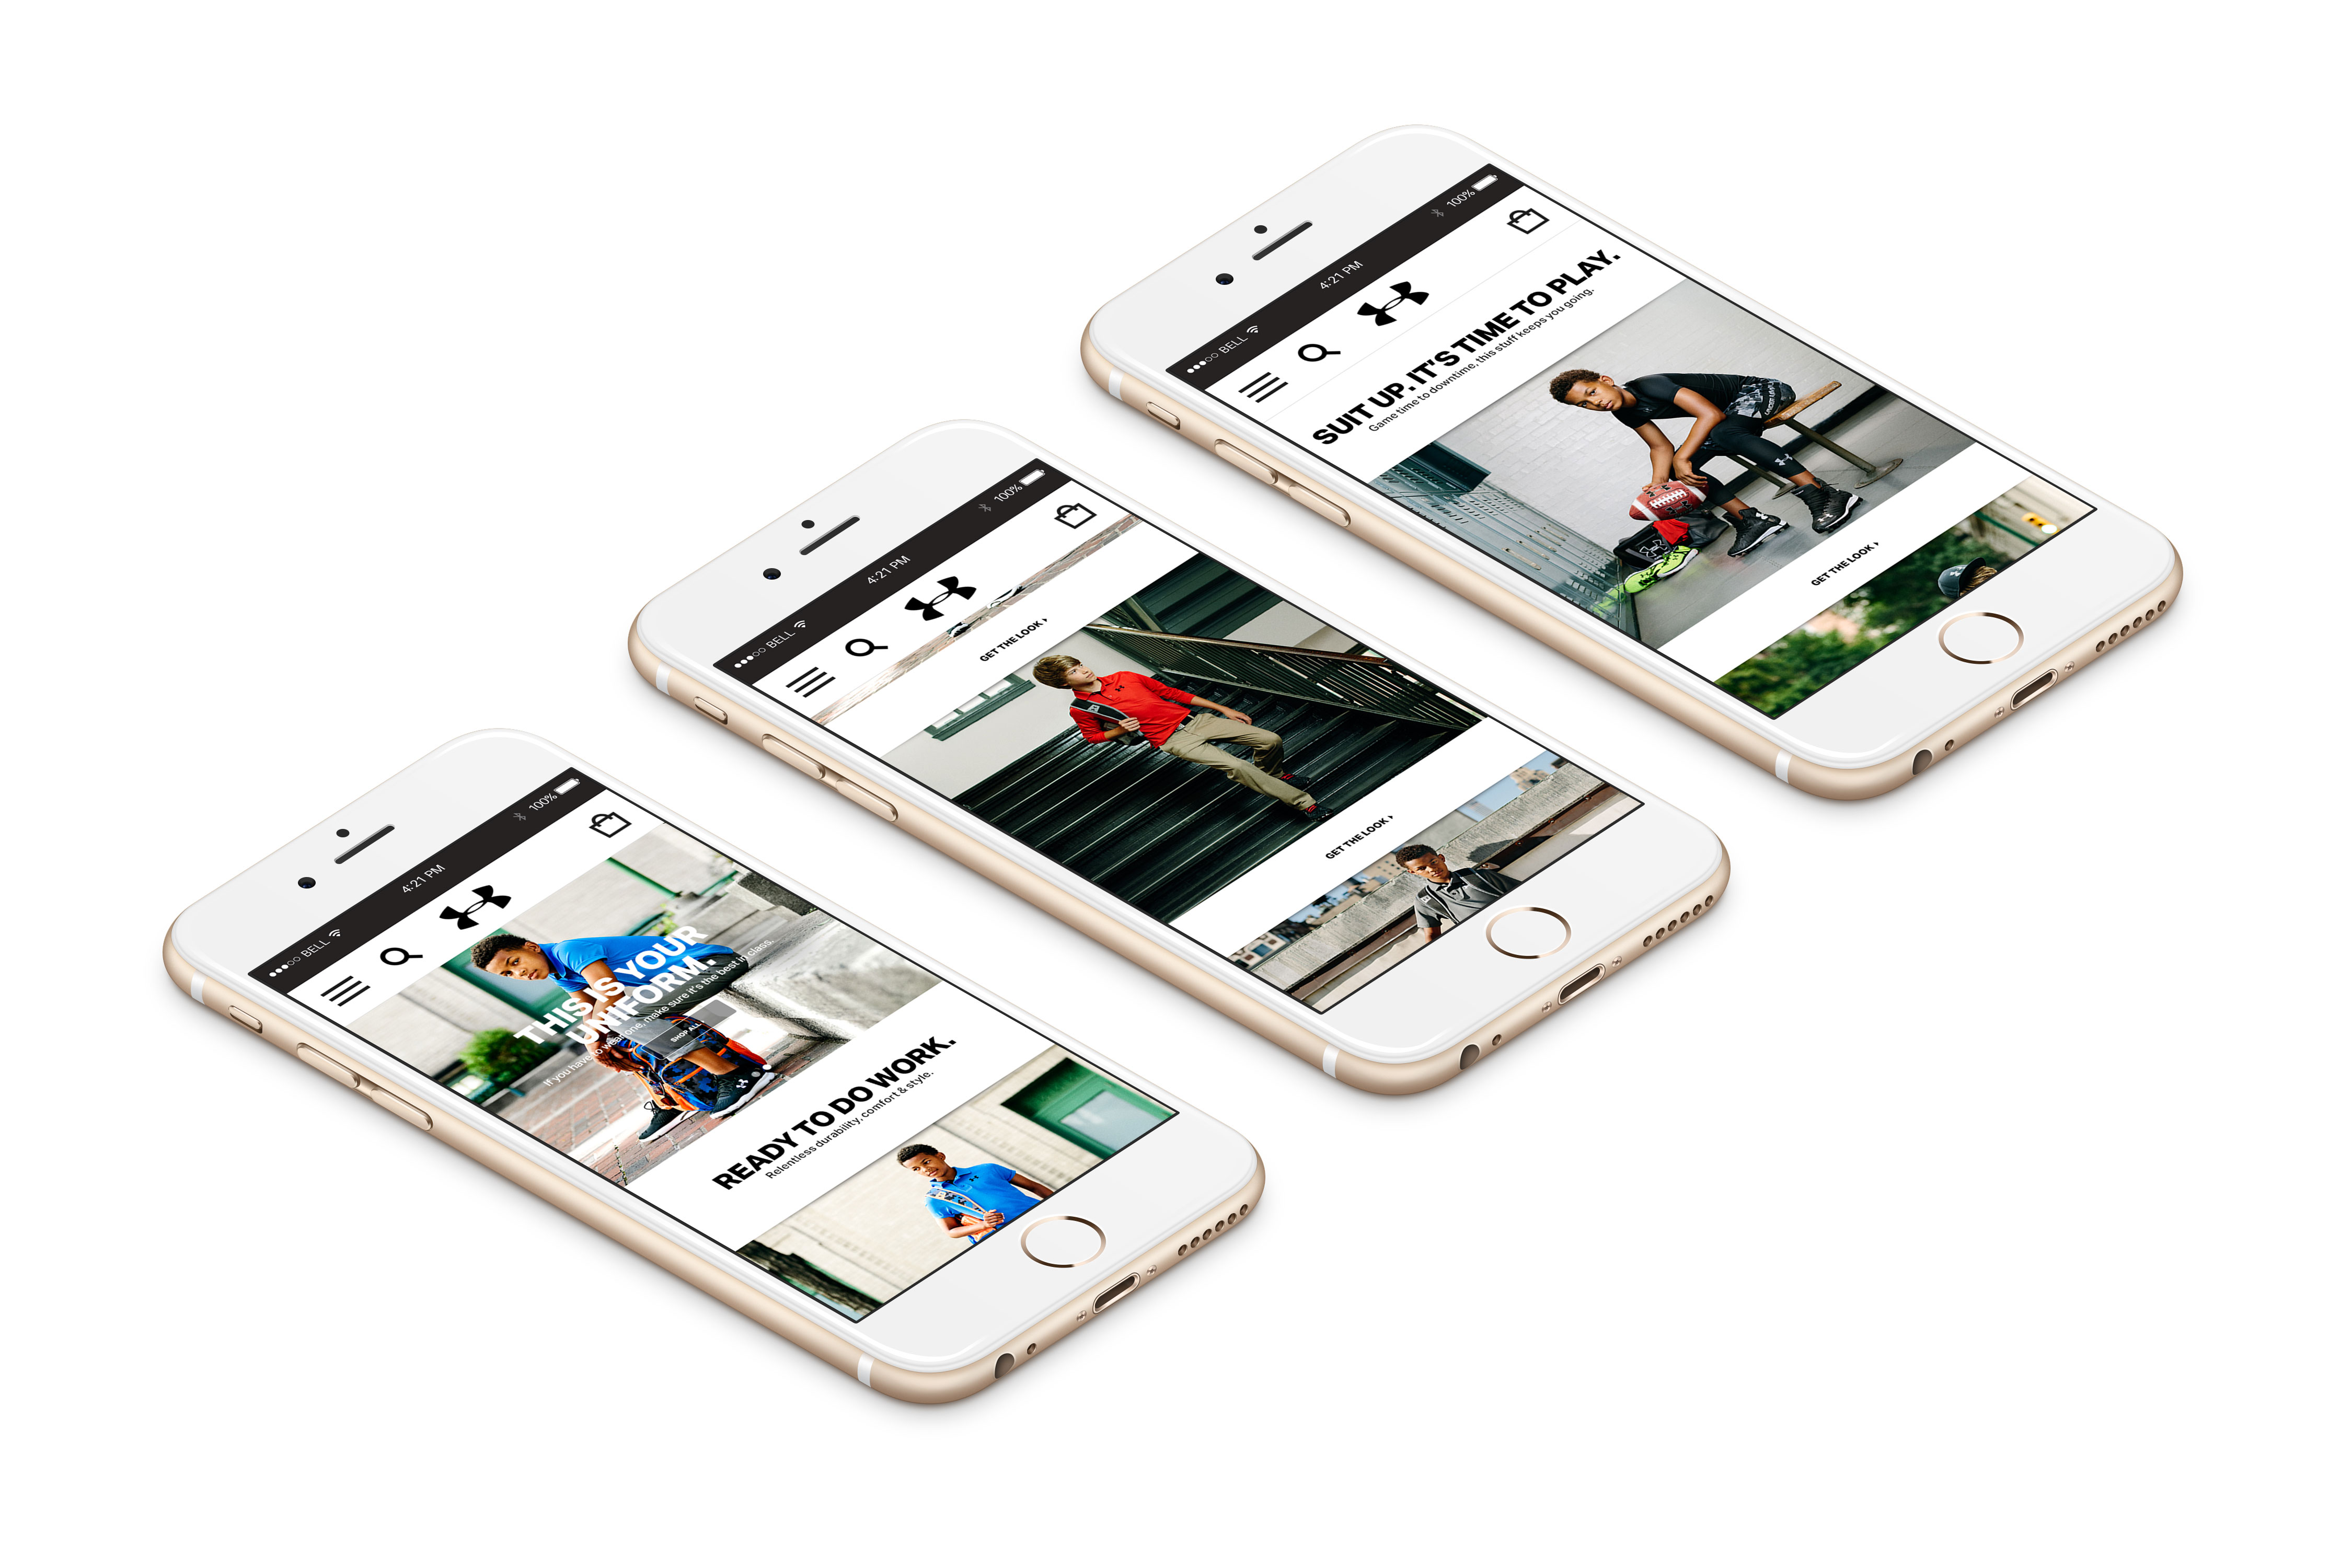 BELL
4:21 PM
100%
THIS IS YOUR
UNIFORM.
If you have to wear one, make sure it's the best in class.
SHOP ALL
READY TO DO WORK.
Relentless durability, comfort & style.
BELL
4:21 PM
100%
GET THE LOOK
GET THE LOOK
BELL
4:21 PM
100%
SUIT UP. IT'S TIME TO PLAY.
Game time to downtime, this stuff keeps you going.
UNDER ARMOUR
GET THE LOOK